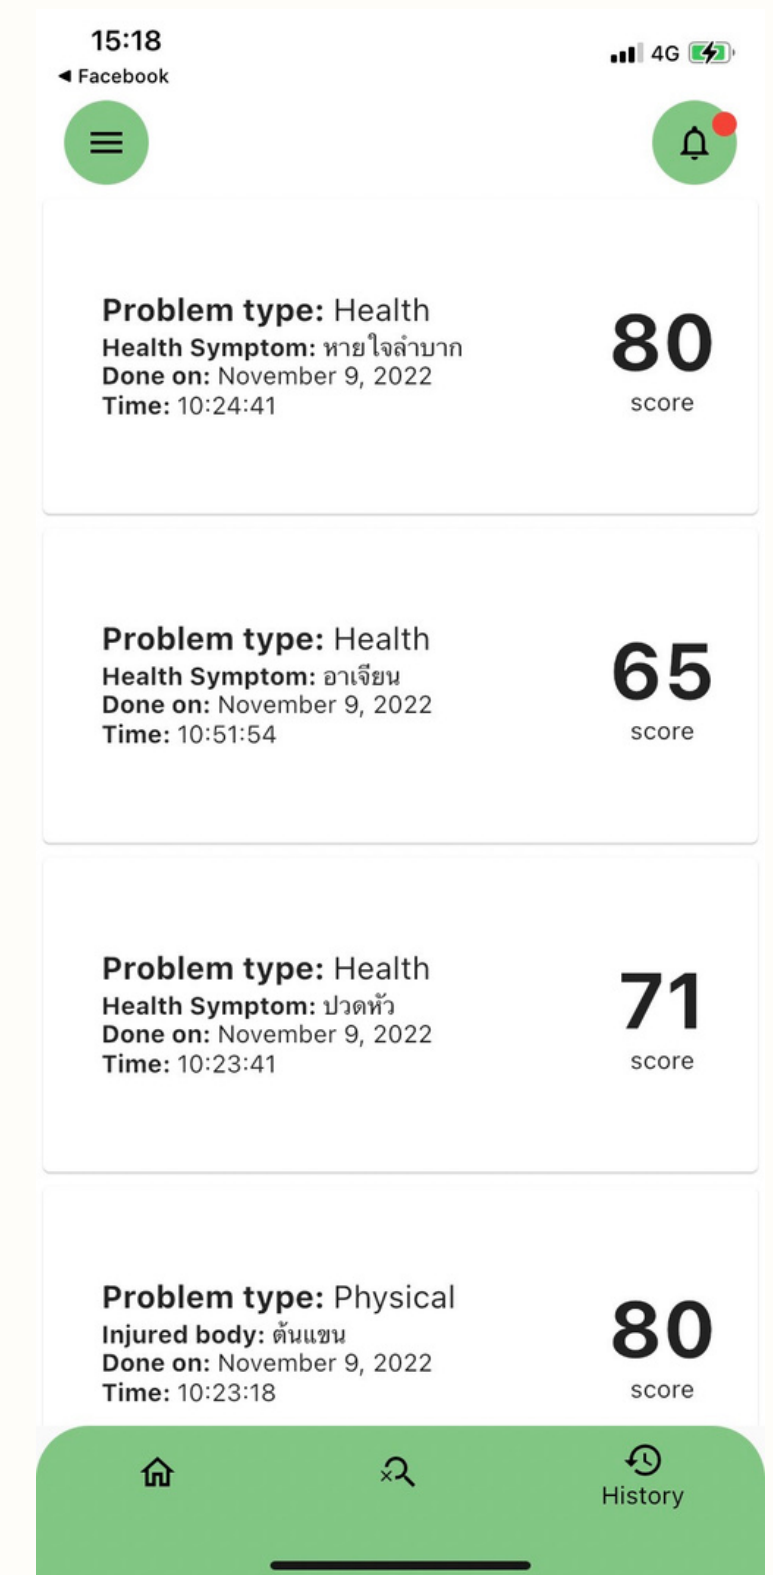 15:18
4G
◀ Facebook
Problem type: Health
Health Symptom: หายใจลำบาก
Done on: November 9, 2022
Time: 10:24:41
80
score
Problem type: Health
Health Symptom: อาเจียน
Done on: November 9, 2022
Time: 10:51:54
65
score
Problem type: Health
Health Symptom: ปวดหัว
Done on: November 9, 2022
Time: 10:23:41
71
score
Problem type: Physical
Injured body: ต้นแขน
Done on: November 9, 2022
Time: 10:23:18
80
score
History